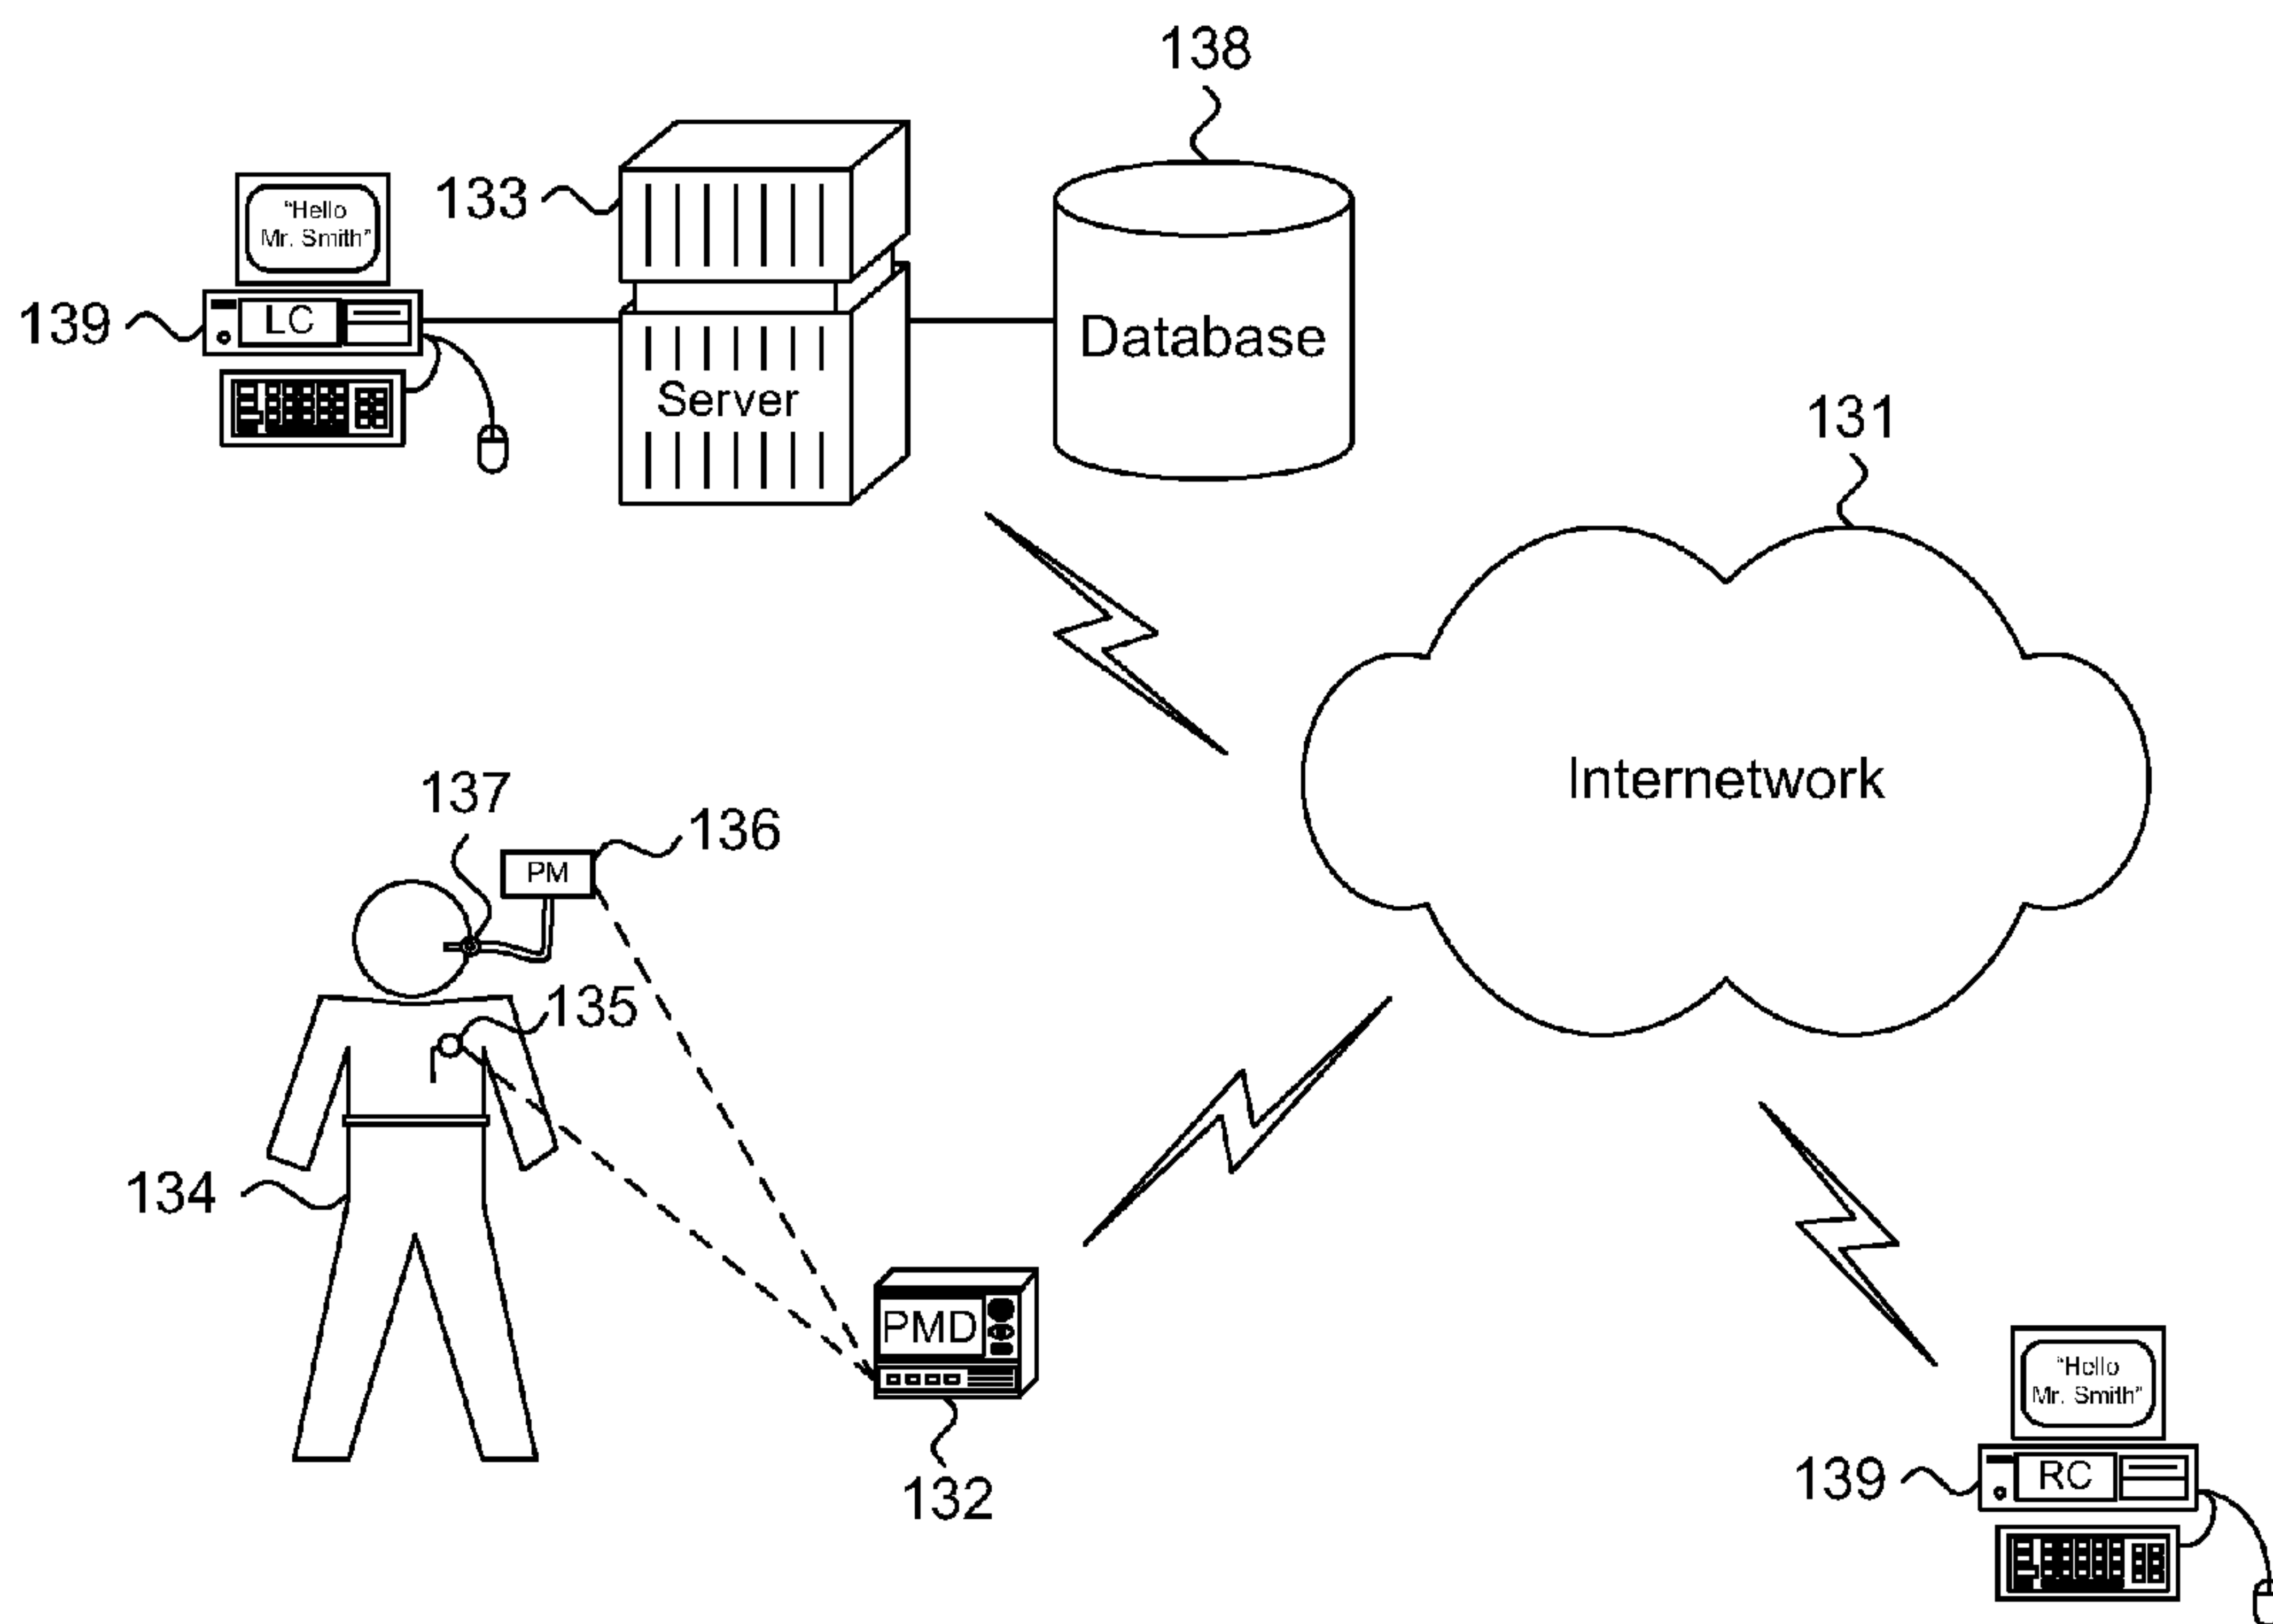 138
133
"Hello
Mr. Smith"
139
LC
Database
Server
131
Internetwork
137
136
PM
135
134
PMD
132
"Hello
Mr. Smith"
139
RC